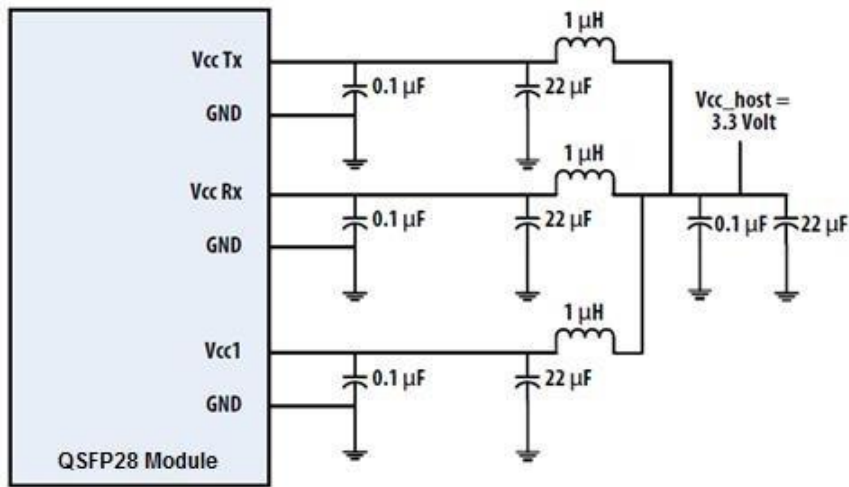 1 μH
Vcc Tx
0.1 μF
22 μF
GND
Vcc_host =
3.3 Volt
1 μH
Vcc Rx
0.1 μF
22 μF
0.1 μF
22 μF
GND
1 μH
Vcc1
0.1 μF
22 μF
GND
QSFP28 Module